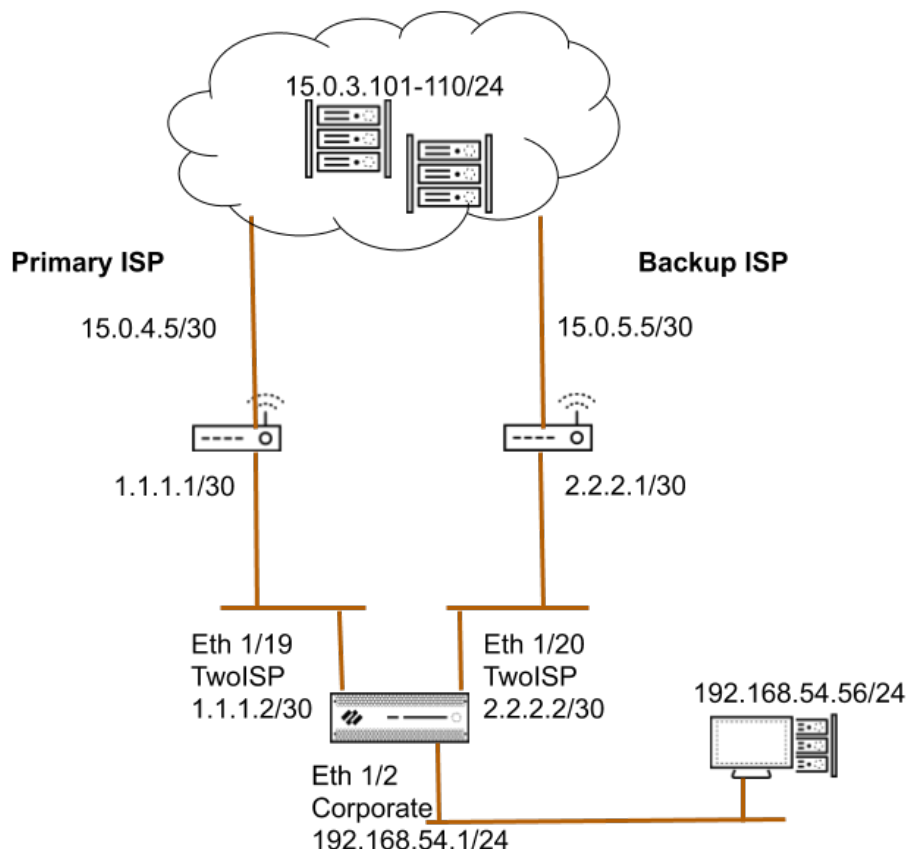 15.0.3.101-110/24
Primary ISP
Backup ISP
15.0.4.5/30
15.0.5.5/30
1.1.1.1/30
2.2.2.1/30
Eth 1/19
TwoISP
1.1.1.2/30
Eth 1/20
TwoISP
2.2.2.2/30
192.168.54.56/24
Eth 1/2
Corporate
192.168.54.1/24